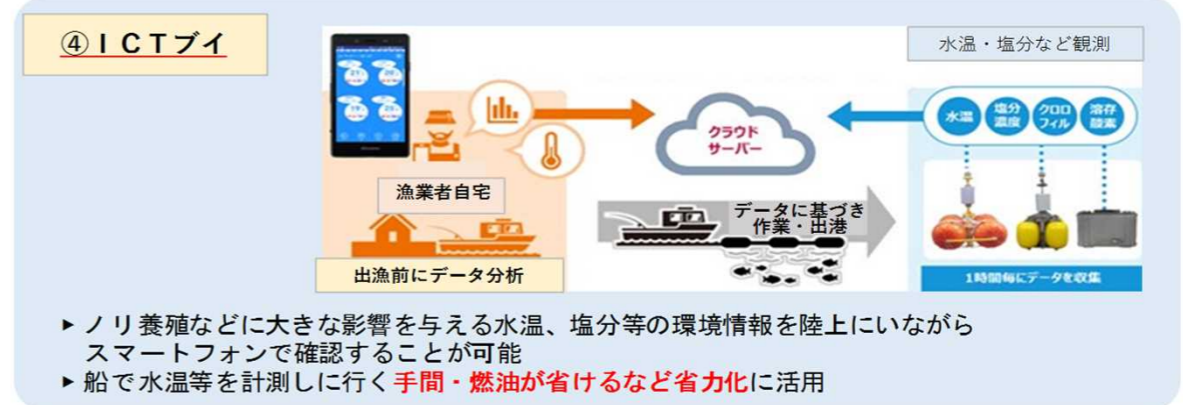 ④ＩＣＴブイ
水温・塩分など観測
水温
塩分
濃度
クロロ
フィル
溶存
酸素
クラウド
サーバー
漁業者自宅
データに基づき
作業・出港
出漁前にデータ分析
1時間毎にデータを収集
▶ノリ養殖などに大きな影響を与える水温、塩分等の環境情報を陸上にいながら
スマートフォンで確認することが可能
▶船で水温等を計測しに行く手間・燃油が省けるなど省力化に活用